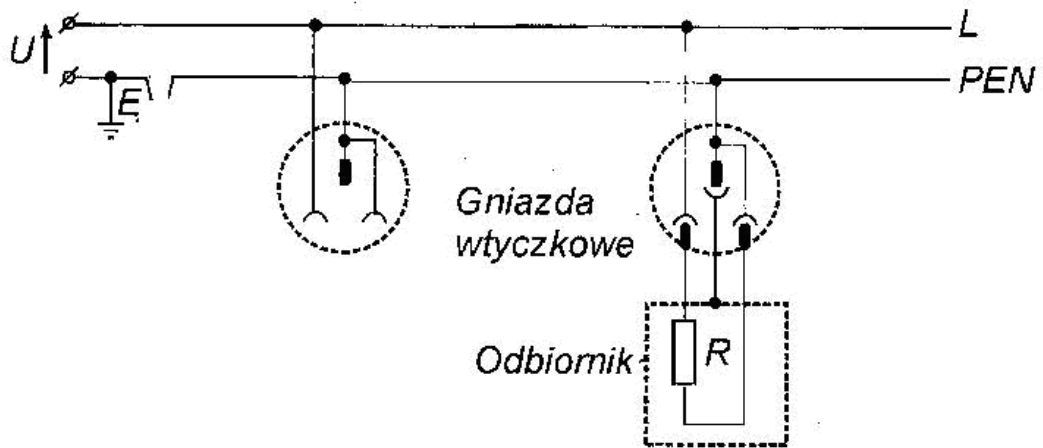 L
U
E
PEN
Gniazda
wtyczkowe
Odbiornik
R